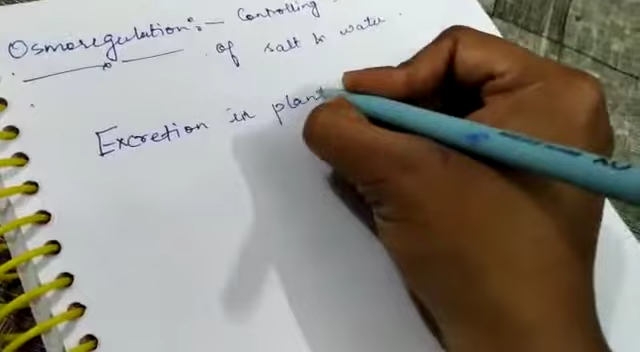 Osmoregulation:- Controlling
of salt & water.
Excretion in plant